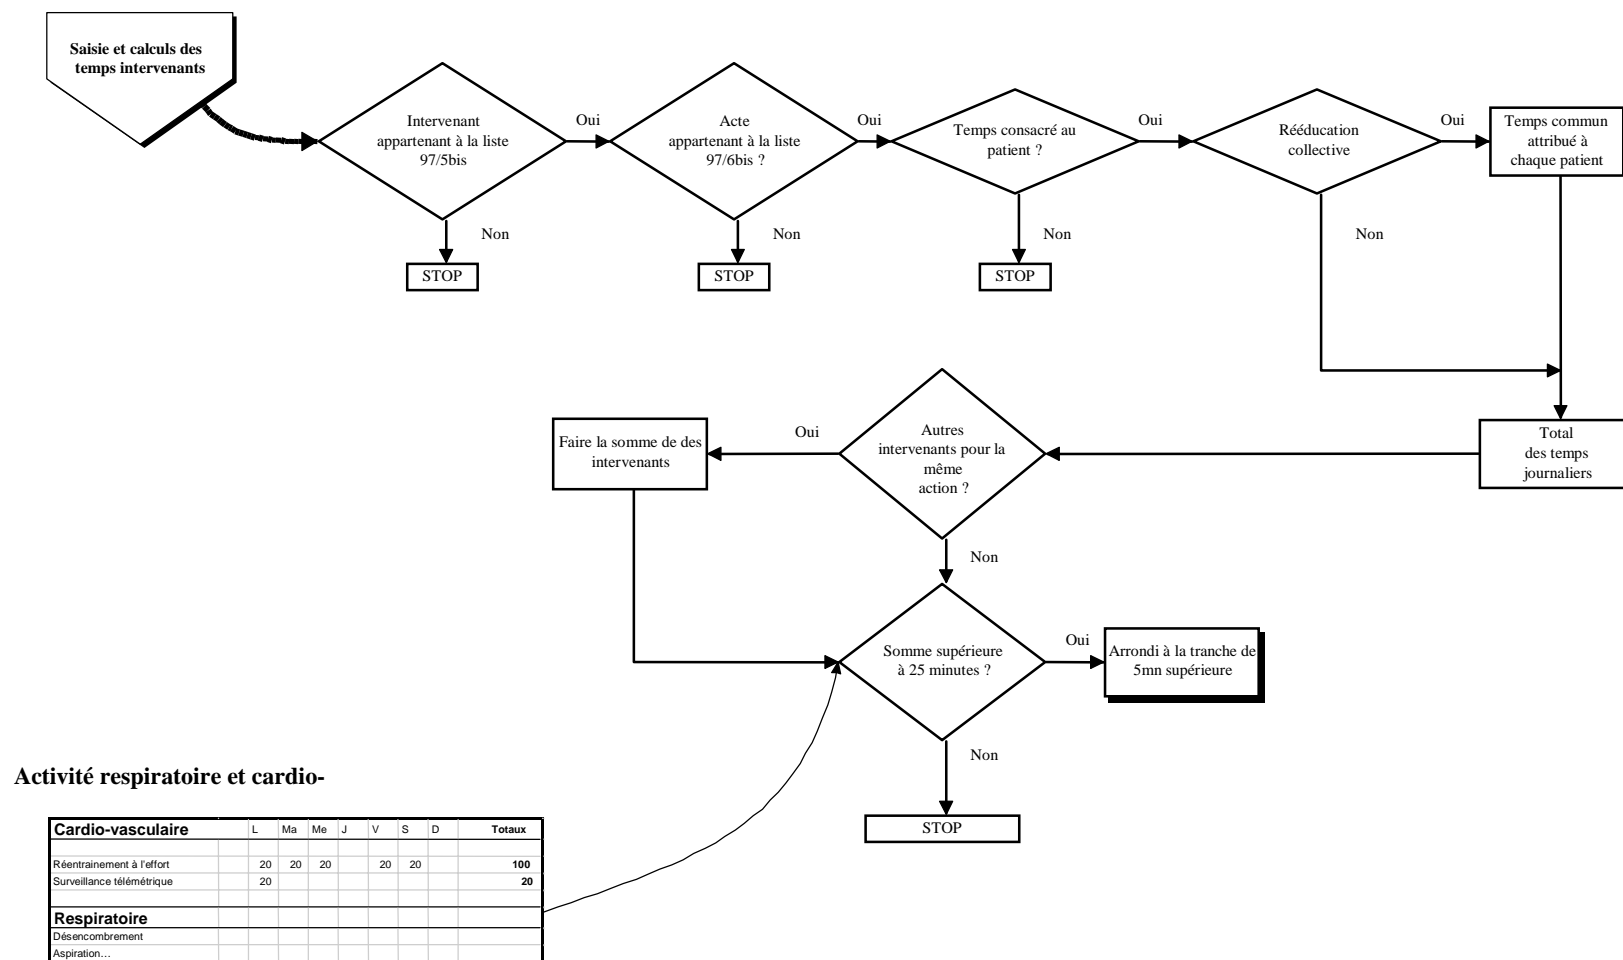 Saisie et calculs des
temps intervenants
Intervenant
appartenant à la liste
97/5bis
Oui
Non
STOP
Acte
appartenant à la liste
97/6bis ?
Oui
Non
STOP
Temps consacré au
patient ?
Oui
Non
STOP
Rééducation
collective
Oui
Non
Temps commun
attribué à
chaque patient
Total
des temps
journaliers
Autres
intervenants pour la
même
action ?
Oui
Faire la somme de des
intervenants
Non
Somme supérieure
à 25 minutes ?
Oui
Arrondi à la tranche de
5mn supérieure
Non
STOP
Activité respiratoire et cardio-
Cardio-vasculaire L Ma Me J V S D Totaux
Réentrainement à l'effort 20 20 20 20 20 100
Surveillance télémétrique 20 20
Respiratoire
Désencombrement
Aspiration...